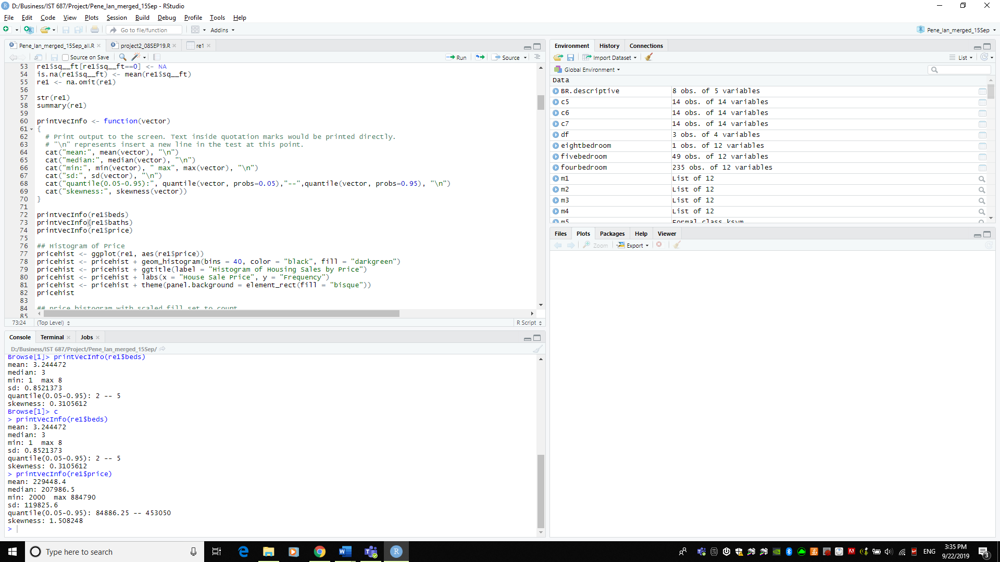 D:/Business/IST 687/Project/Pene_Ian_merged_15Sep - RStudio
File Edit Code View Plots Session Build Debug Profile Tools Help
Go to file/function Addins Pene_Ian_merged_15Sep
Pene_Ian_merged_15Sep_all.R project2_08SEP19.R re1
Source on Save Run Source
53 re1$sq__ft[re1$sq__ft==0] <- NA
54 is.na(re1$sq__ft) <- mean(re1$sq__ft)
55 re1 <- na.omit(re1)
56
57 str(re1)
58 summary(re1)
59
60 printVecInfo <- function(vector)
61 {
62 # Print output to the screen. Text inside quotation marks would be printed directly.
63 # "\n" represents insert a new line in the test at this point.
64 cat("mean:", mean(vector), "\n")
65 cat("median:", median(vector), "\n")
66 cat("min:", min(vector), " max", max(vector), "\n")
67 cat("sd:", sd(vector), "\n")
68 cat("quantile(0.05-0.95):", quantile(vector, probs=0.05),"--",quantile(vector, probs=0.95), "\n")
69 cat("skewness:", skewness(vector))
70 }
71
72 printVecInfo(re1$beds)
73 printVecInfo(re1$baths)
74 printVecInfo(re1$price)
75
76 ## Histogram of Price
77 pricehist <- ggplot(re1, aes(re1$price))
78 pricehist <- pricehist + geom_histogram(bins = 40, color = "black", fill = "darkgreen")
79 pricehist <- pricehist + ggtitle(label = "Histogram of Housing Sales by Price")
80 pricehist <- pricehist + labs(x = "House Sale Price", y = "Frequency")
81 pricehist <- pricehist + theme(panel.background = element_rect(fill = "bisque"))
82 pricehist
83
84 ## price histogram with scaled fill set to count
85
73:24 (Top Level) R Script
Console Terminal Jobs
D:/Business/IST 687/Project/Pene_Ian_merged_15Sep/
Browse[1]> printVecInfo(re1$beds)
mean: 3.244472
median: 3
min: 1  max 8
sd: 0.8521373
quantile(0.05-0.95): 2 -- 5
skewness: 0.3105612
Browse[1]> c
> printVecInfo(re1$beds)
mean: 3.244472
median: 3
min: 1  max 8
sd: 0.8521373
quantile(0.05-0.95): 2 -- 5
skewness: 0.3105612
> printVecInfo(re1$price)
mean: 229448.4
median: 207986.5
min: 2000  max 884790
sd: 119825.6
quantile(0.05-0.95): 84886.25 -- 453050
skewness: 1.508248
>
Environment History Connections
Import Dataset List
Global Environment
Data
BR.descriptive 8 obs. of 5 variables
c5 14 obs. of 14 variables
c6 14 obs. of 14 variables
c7 14 obs. of 14 variables
df 3 obs. of 4 variables
eightbedroom 1 obs. of 12 variables
fivebedroom 49 obs. of 12 variables
fourbedroom 235 obs. of 12 variables
m1 List of 12
m2 List of 12
m3 List of 12
m4 List of 12
m5 Formal class ksvm
Files Plots Packages Help Viewer
Zoom Export
Type here to search
ENG
3:35 PM
9/22/2019
3